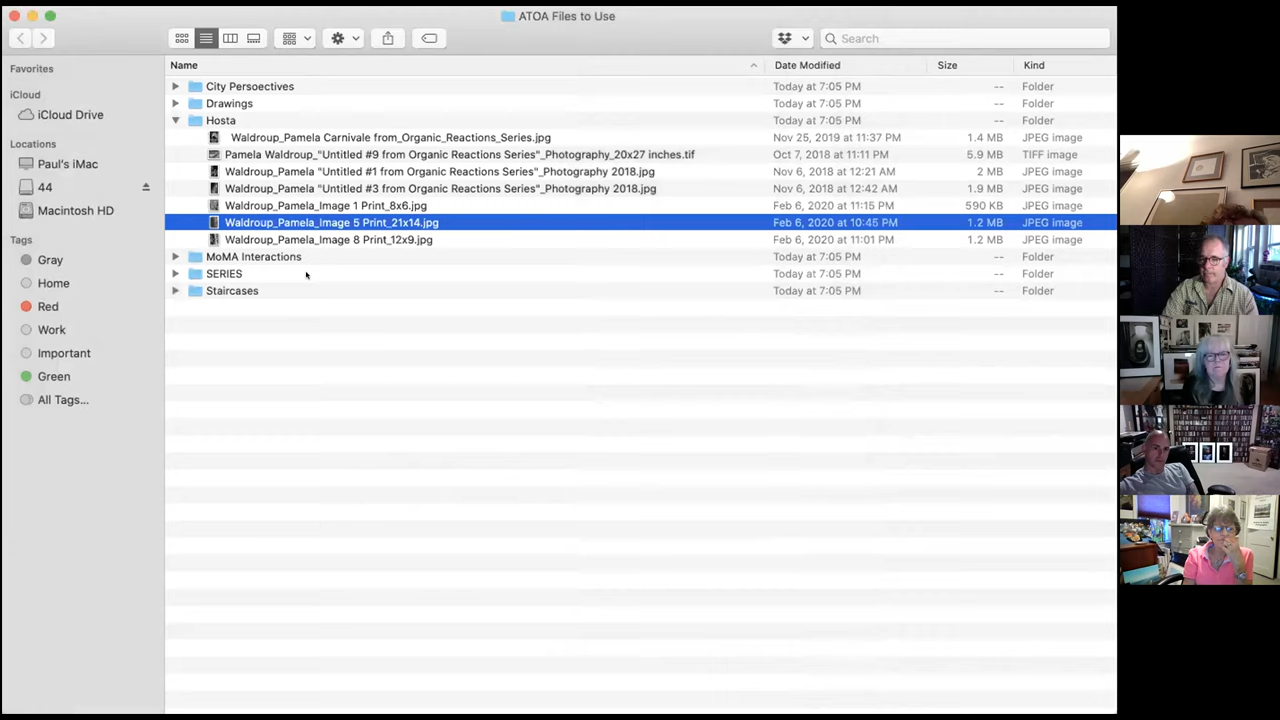 ATOA Files to Use
Search
Favorites
iCloud
iCloud Drive
Locations
Paul's iMac
44
Macintosh HD
Tags
Gray
Home
Red
Work
Important
Green
All Tags...
Name Date Modified Size Kind
City Persoectives Today at 7:05 PM -- Folder
Drawings Today at 7:05 PM -- Folder
Hosta Today at 7:05 PM -- Folder
Waldroup_Pamela Carnivale from_Organic_Reactions_Series.jpg Nov 25, 2019 at 11:37 PM 1.4 MB JPEG image
Pamela Waldroup_"Untitled #9 from Organic Reactions Series"_Photography_20x27 inches.tif Oct 7, 2018 at 11:11 PM 5.9 MB TIFF image
Waldroup_Pamela "Untitled #1 from Organic Reactions Series"_Photography 2018.jpg Nov 6, 2018 at 12:21 AM 2 MB JPEG image
Waldroup_Pamela "Untitled #3 from Organic Reactions Series"_Photography 2018.jpg Nov 6, 2018 at 12:42 AM 1.9 MB JPEG image
Waldroup_Pamela_Image 1 Print_8x6.jpg Feb 6, 2020 at 11:15 PM 590 KB JPEG image
Waldroup_Pamela_Image 5 Print_21x14.jpg Feb 6, 2020 at 10:45 PM 1.2 MB JPEG image
Waldroup_Pamela_Image 8 Print_12x9.jpg Feb 6, 2020 at 11:01 PM 1.2 MB JPEG image
MoMA Interactions Today at 7:05 PM -- Folder
SERIES Today at 7:05 PM -- Folder
Staircases Today at 7:05 PM -- Folder